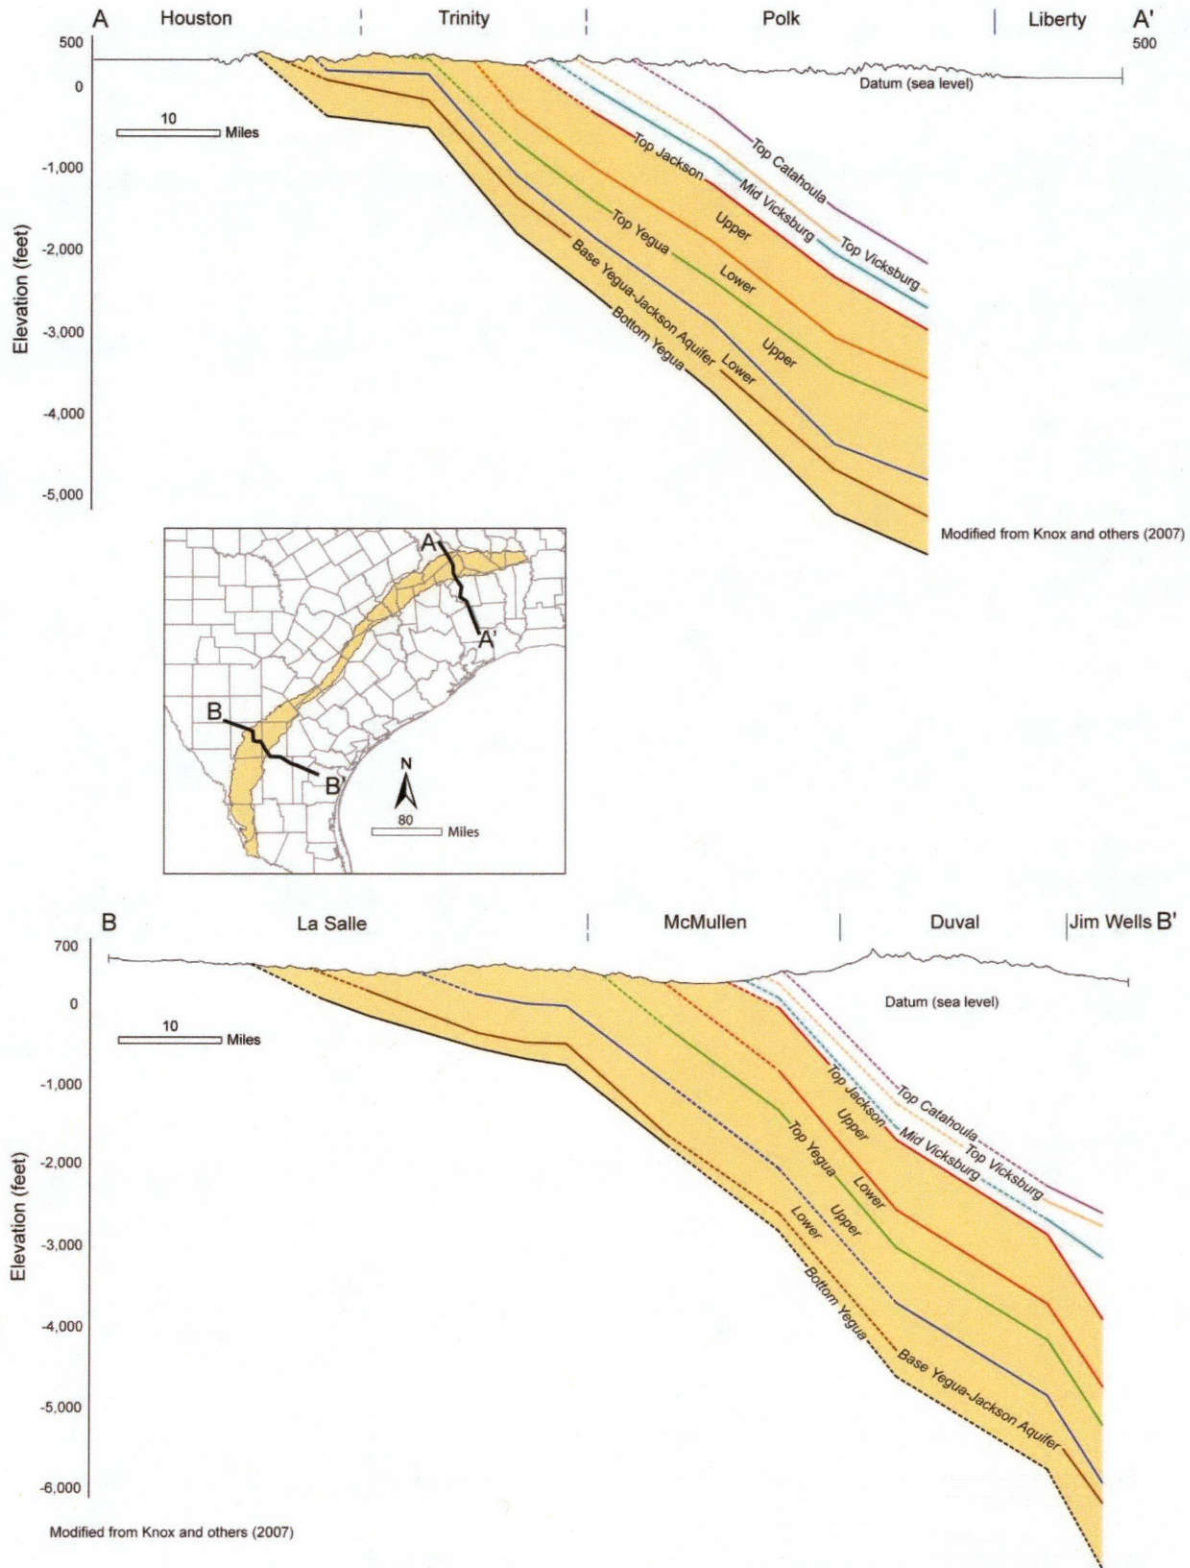 A Houston Trinity Polk Liberty A'
500 500
0 Datum (sea level)
10 Miles
-1,000
-2,000
-3,000
-4,000
-5,000
Elevation (feet)
Top Catahoula
Top Jackson
Mid Vicksburg
Top Vicksburg
Upper
Top Yegua
Lower
Base Yegua-Jackson Aquifer
Upper
Bottom Yegua
Lower
Modified from Knox and others (2007)
A
A'
B
B'
N
80 Miles
B La Salle McMullen Duval Jim Wells B'
700
0 Datum (sea level)
10 Miles
-1,000
-2,000
-3,000
-4,000
-5,000
-6,000
Elevation (feet)
Top Jackson
Top Catahoula
Upper
Mid Vicksburg
Top Vicksburg
Top Yegua
Lower
Lower
Upper
Bottom Yegua
Base Yegua-Jackson Aquifer
Modified from Knox and others (2007)